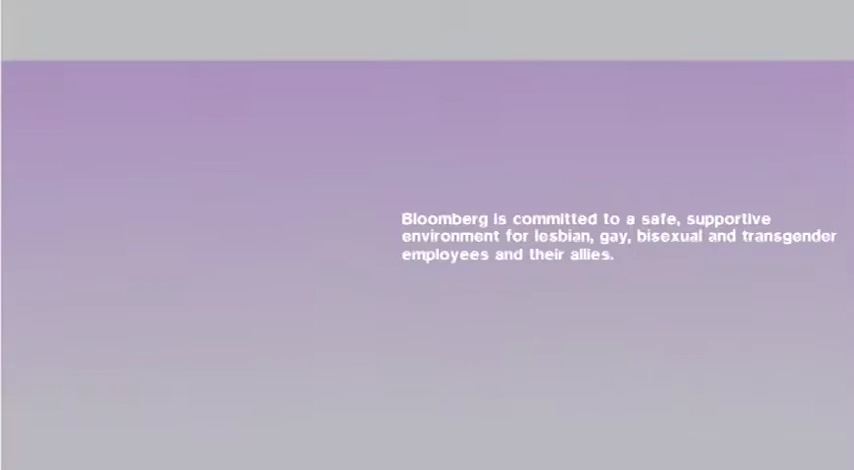 Bloomberg is committed to a safe, supportive
environment for lesbian, gay, bisexual and transgender
employees and their allies.